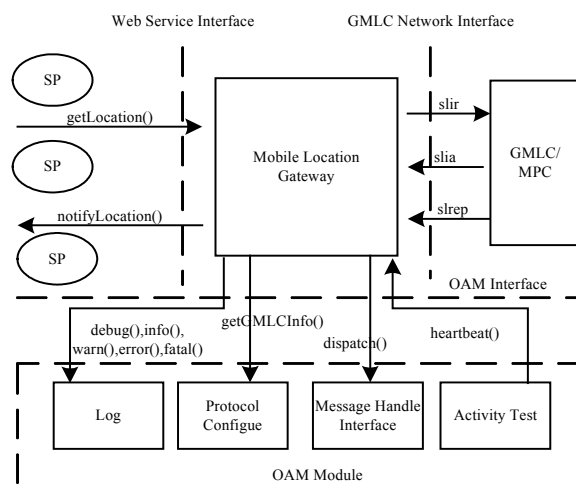 Web Service Interface
GMLC Network Interface
SP
getLocation()
SP
notifyLocation()
SP
Mobile Location
Gateway
slir
slia
slrep
GMLC/
MPC
OAM Interface
debug(),info(),
warn(),error(),fatal()
getGMLCInfo()
dispatch()
heartbeat()
Log
Protocol
Configue
Message Handle
Interface
Activity Test
OAM Module